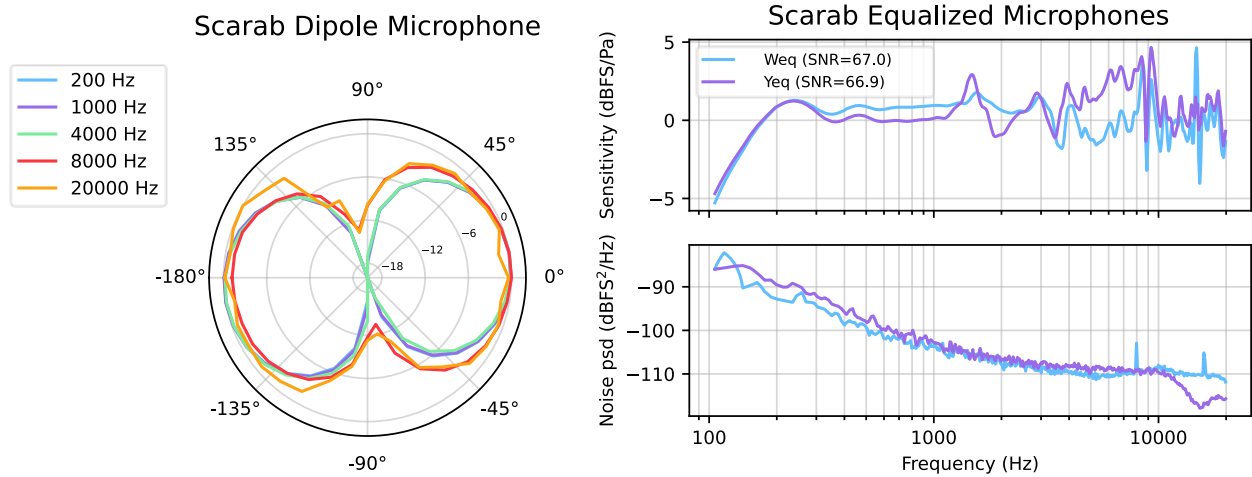 Scarab Dipole Microphone
200 Hz
1000 Hz
4000 Hz
8000 Hz
20000 Hz
90°
135°
45°
-180°
0°
-135°
-45°
-90°
0
−6
−12
−18
Scarab Equalized Microphones
Weq (SNR=67.0)
Yeq (SNR=66.9)
Sensitivity (dBFS/Pa)
5
0
−5
Noise psd (dBFS²/Hz)
−90
−100
−110
100
1000
10000
Frequency (Hz)